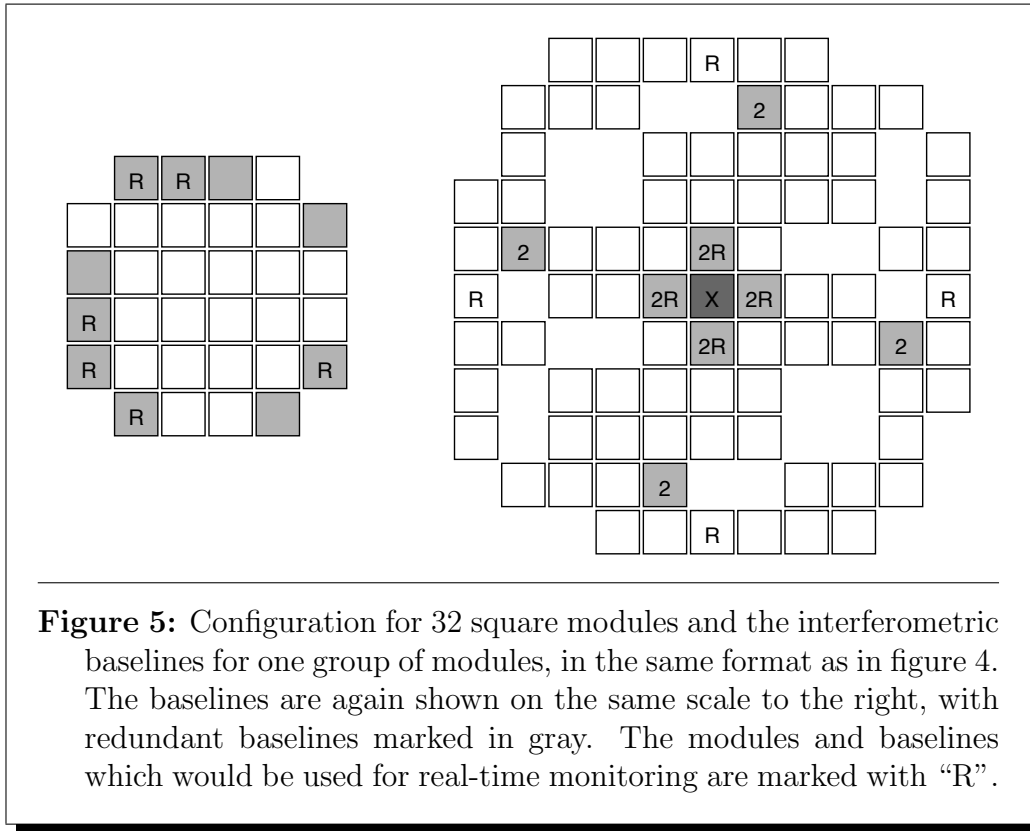 R
R R
2
2 2R
R 2R X 2R R
R
2R 2
R R
R
2
R
Figure 5: Configuration for 32 square modules and the interferometric
baselines for one group of modules, in the same format as in figure 4.
The baselines are again shown on the same scale to the right, with
redundant baselines marked in gray. The modules and baselines
which would be used for real-time monitoring are marked with “R”.